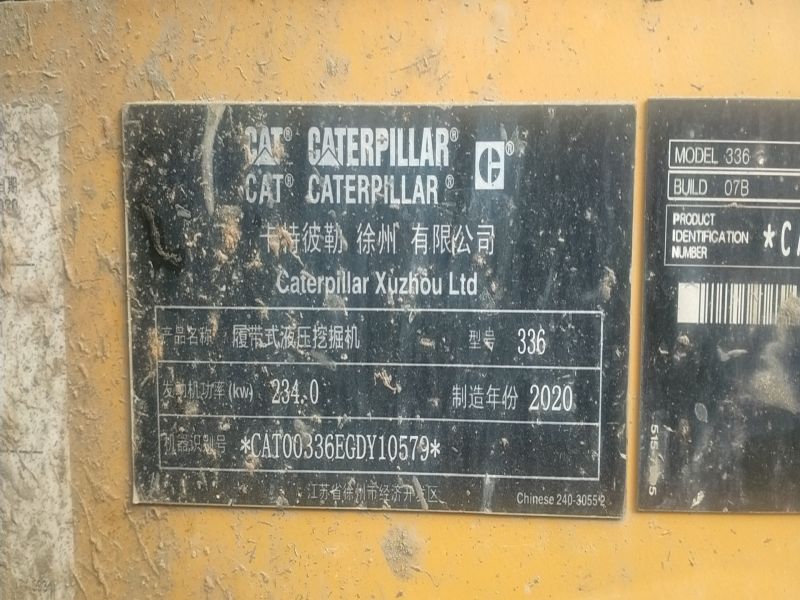 CAT® CATERPILLAR®
CAT® CATERPILLAR®
卡特彼勒 徐州 有限公司
Caterpillar Xuzhou Ltd
产品名称 履带式液压挖掘机 型号 336
发动机功率(kw) 234.0 制造年份 2020
机器识别号 *CAT00336EGDY10579*
江苏省徐州市经济开发区 Chinese 240-3055 2
MODEL 336
BUILD 07B
PRODUCT
IDENTIFICATION
NUMBER
*CA